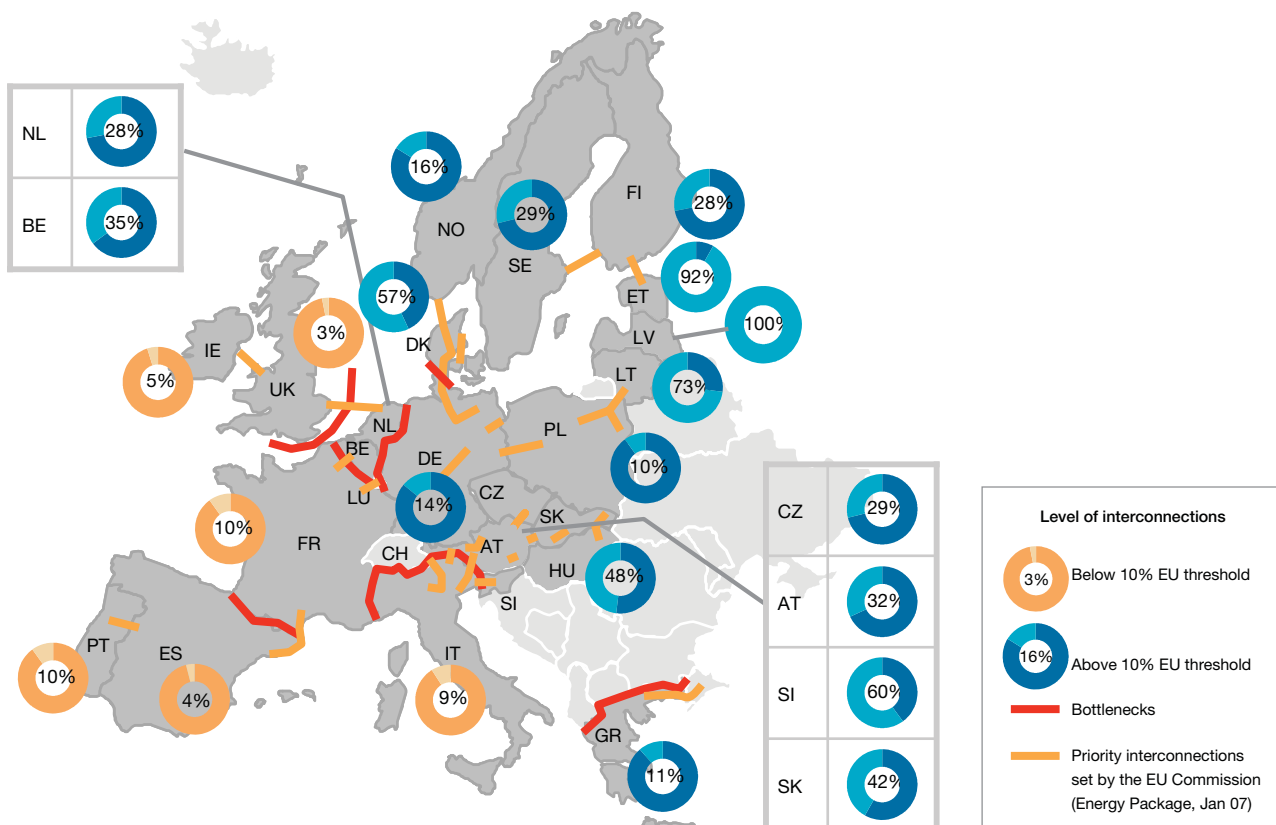 NL
28%
BE
35%
16%
NO
29%
SE
FI
28%
92%
ET
100%
LV
57%
DK
LT
73%
3%
IE
5%
UK
NL
BE
DE
PL
10%
LU
14%
CZ
SK
10%
FR
CH
AT
HU
48%
SI
PT
ES
10%
4%
IT
9%
GR
11%
CZ
29%
AT
32%
SI
60%
SK
42%
Level of interconnections
3%
Below 10% EU threshold
16%
Above 10% EU threshold
Bottlenecks
Priority interconnections
set by the EU Commission
(Energy Package, Jan 07)